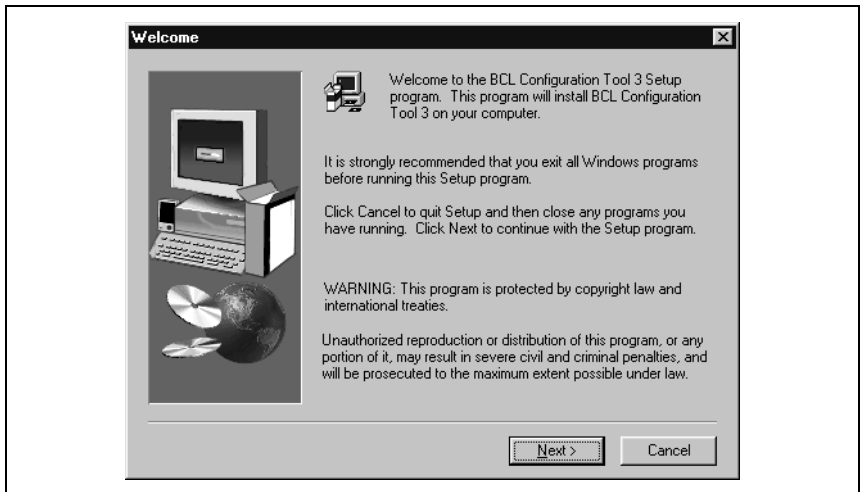 Welcome
Welcome to the BCL Configuration Tool 3 Setup
program. This program will install BCL Configuration
Tool 3 on your computer.
It is strongly recommended that you exit all Windows programs
before running this Setup program.
Click Cancel to quit Setup and then close any programs you
have running. Click Next to continue with the Setup program.
WARNING: This program is protected by copyright law and
international treaties.
Unauthorized reproduction or distribution of this program, or any
portion of it, may result in severe civil and criminal penalties, and
will be prosecuted to the maximum extent possible under law.
Next >
Cancel